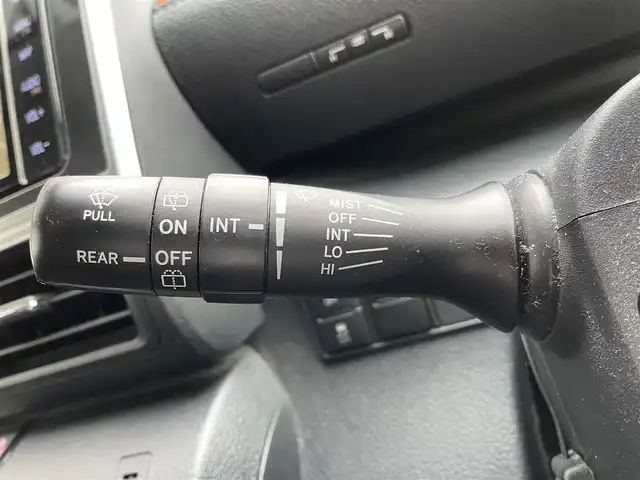 PULL
REAR
ON
OFF
INT
MIST
OFF
INT
LO
HI